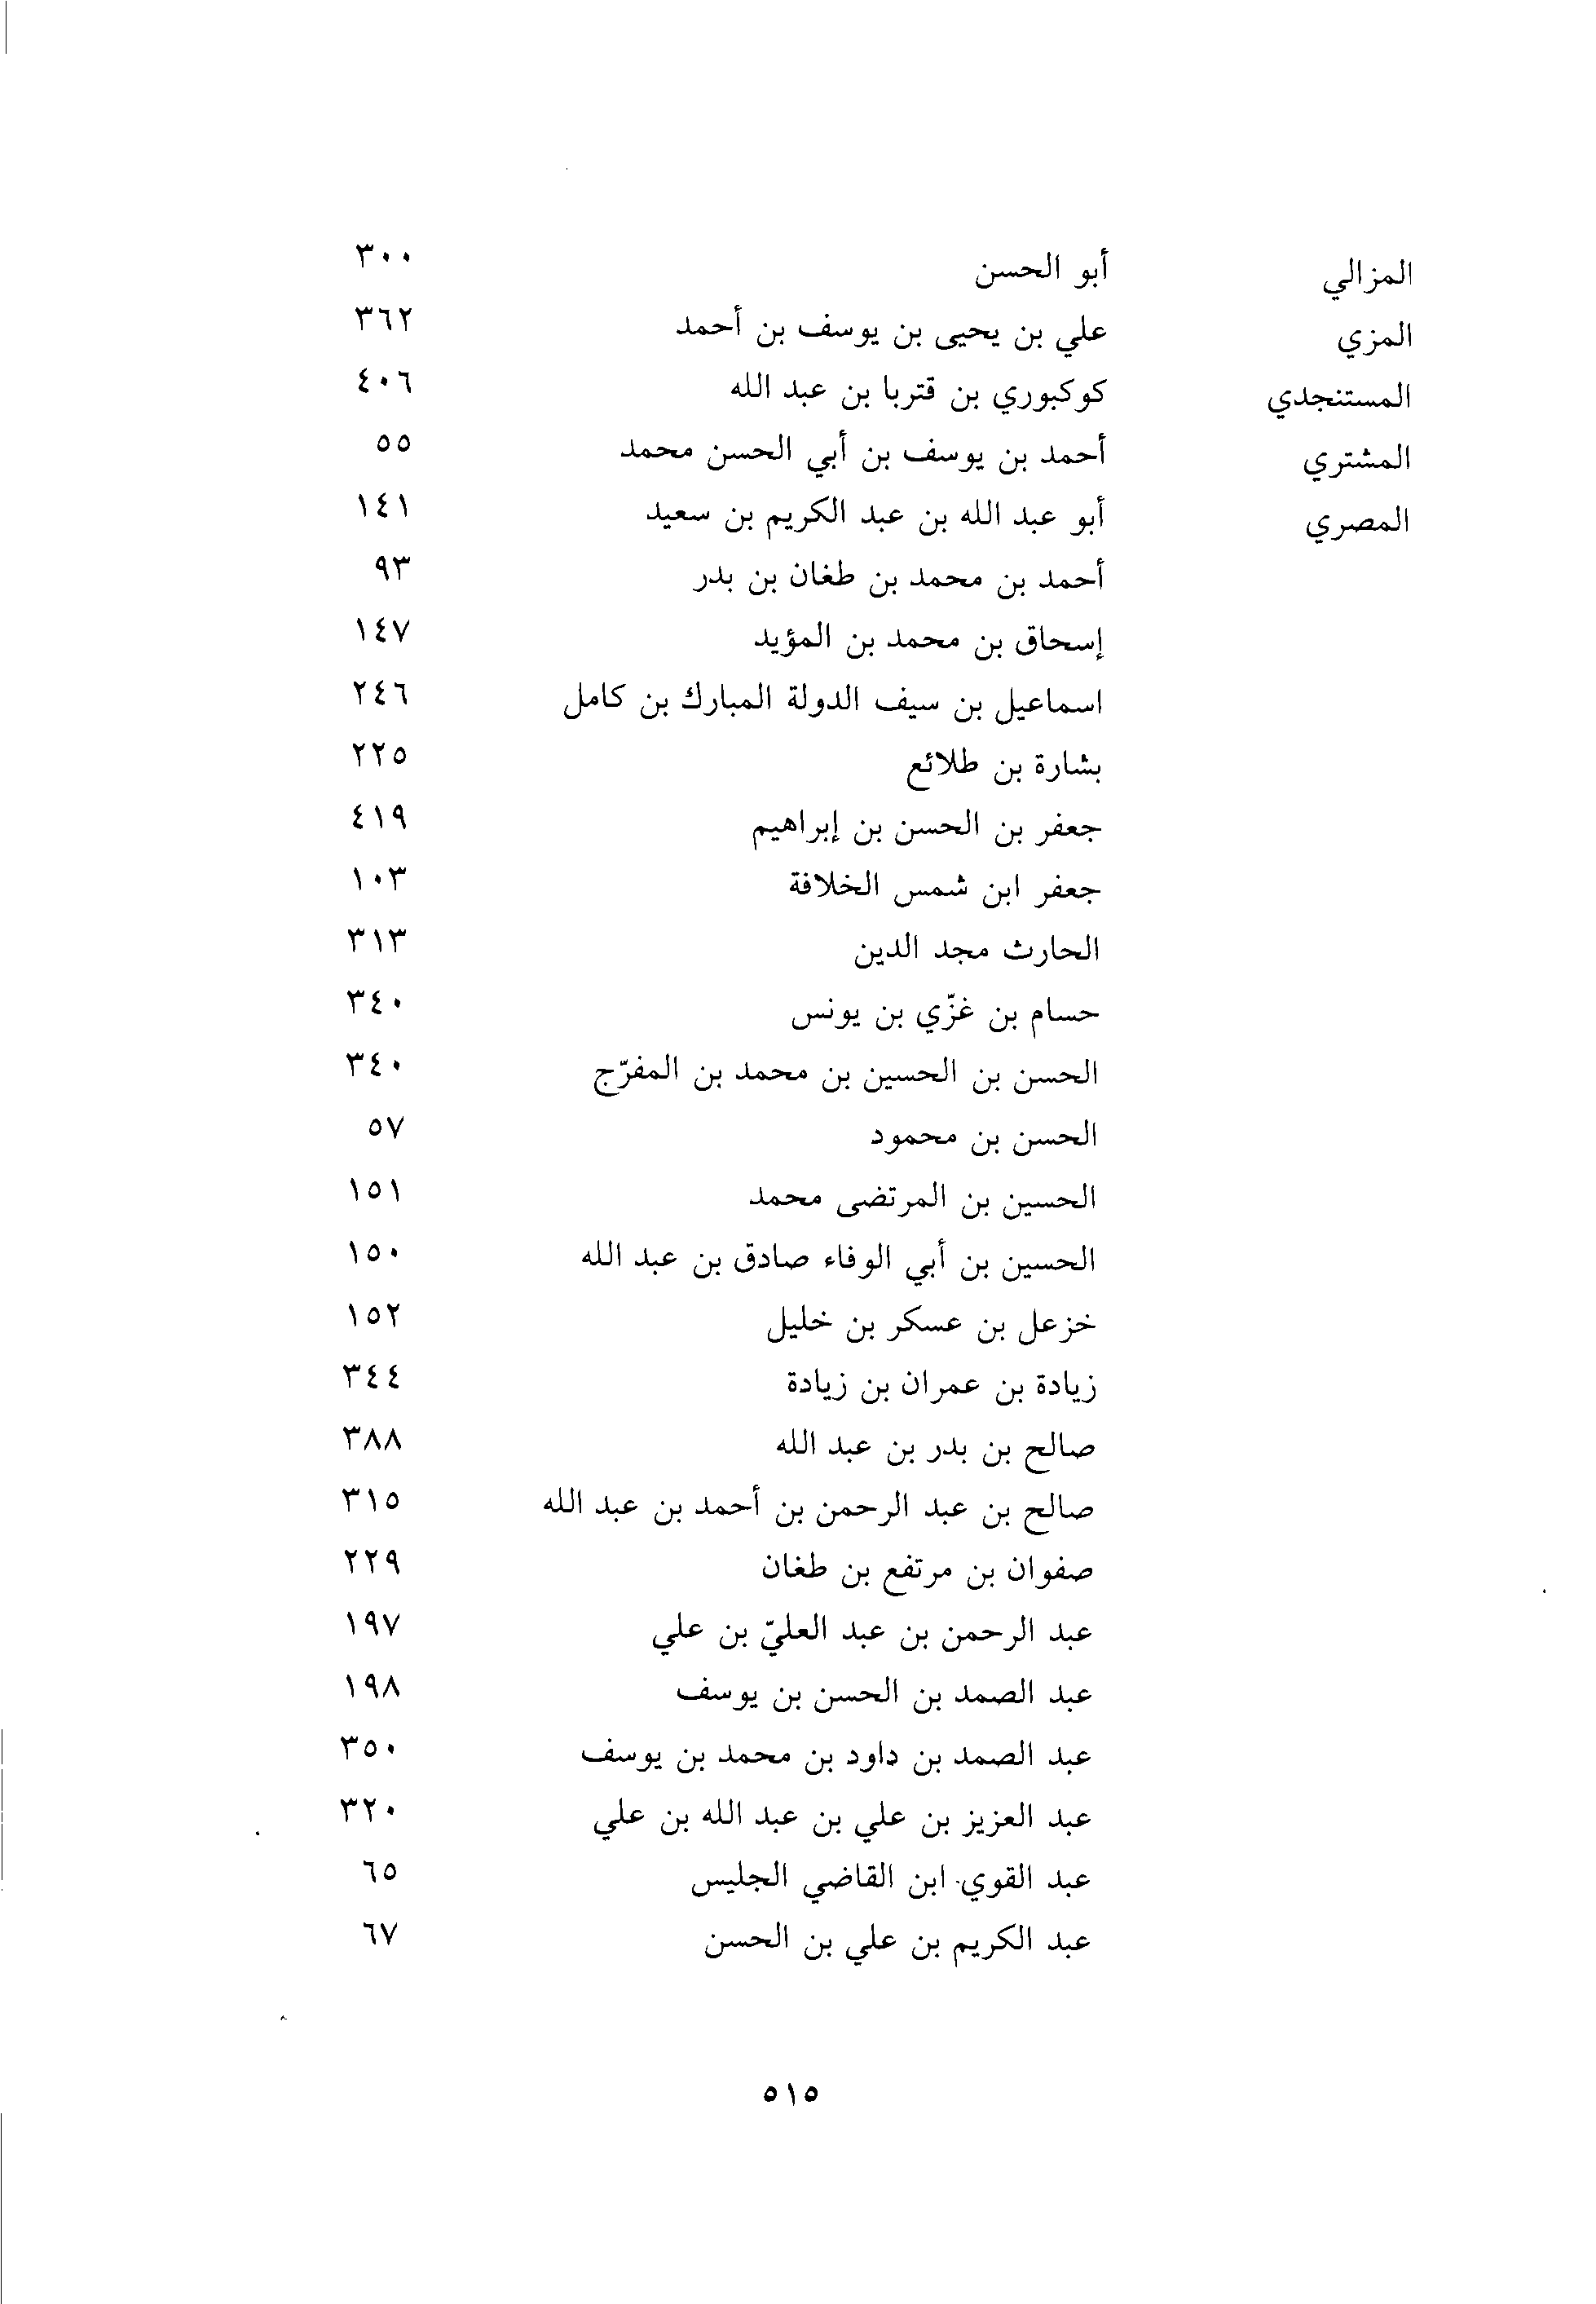 المزالي أبو الحسن ٣٠٠
المزي علي بن يحيى بن يوسف بن أحمد ٣٦٢
المستنجدي كوكبوري بن قتربا بن عبد الله ٤٠٦
المشتري أحمد بن يوسف بن أبي الحسن محمد ٥٥
المصري أبو عبد الله بن عبد الكريم بن سعيد ١٤١
أحمد بن محمد بن طغان بن بدر ٩٣
إسحاق بن محمد بن المؤيد ١٤٧
اسماعيل بن سيف الدولة المبارك بن كامل ٢٤٦
بشارة بن طلائع ٢٢٥
جعفر بن الحسن بن إبراهيم ٤١٩
جعفر ابن شمس الخلافة ١٠٣
الحارث مجد الدين ٣١٣
حسام بن غزّي بن يونس ٣٤٠
الحسن بن الحسين بن محمد بن المفرّج ٣٤٠
الحسن بن محمود ٥٧
الحسين بن المرتضى محمد ١٥١
الحسين بن أبي الوفاء صادق بن عبد الله ١٥٠
خزعل بن عسكر بن خليل ١٥٢
زيادة بن عمران بن زيادة ٣٤٤
صالح بن بدر بن عبد الله ٣٨٨
صالح بن عبد الرحمن بن أحمد بن عبد الله ٣١٥
صفوان بن مرتفع بن طغان ٢٢٩
عبد الرحمن بن عبد العليّ بن علي ١٩٧
عبد الصمد بن الحسن بن يوسف ١٩٨
عبد الصمد بن داود بن محمد بن يوسف ٣٥٠
عبد العزيز بن علي بن عبد الله بن علي ٣٢٠
عبد القوي ابن القاضي الجليس ٦٥
عبد الكريم بن علي بن الحسن ٦٧
٥١٥